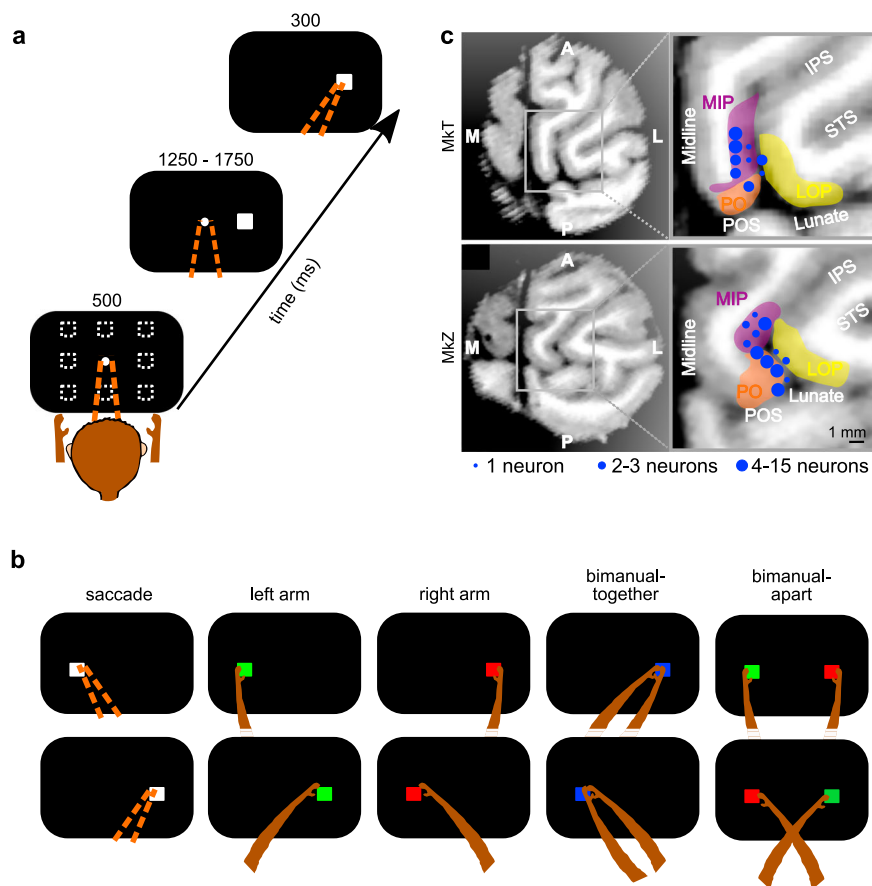 a
300
1250 - 1750
500
time (ms)
c
MkT
A
M
L
P
Midline
MIP
IPS
STS
PO
LOP
POS
Lunate
MkZ
A
M
L
P
Midline
MIP
IPS
STS
PO
LOP
POS
Lunate
1 mm
1 neuron 2-3 neurons 4-15 neurons
b
saccade
left arm
right arm
bimanual-
together
bimanual-
apart